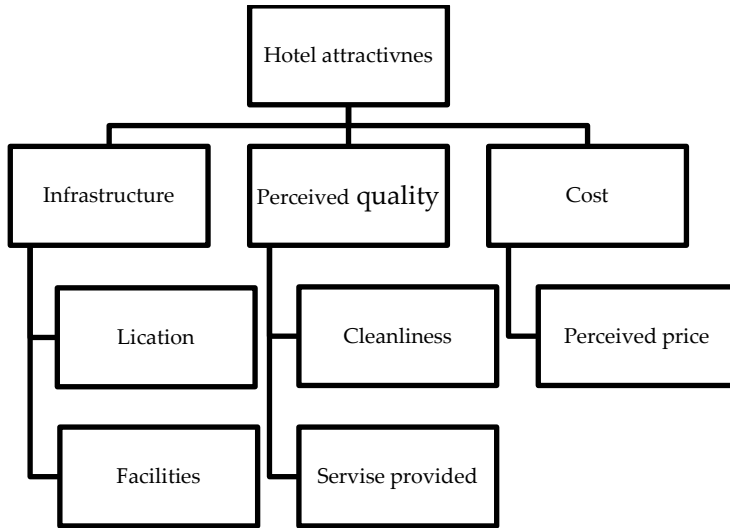 Hotel attractivnes
Infrastructure
Perceived quality
Cost
Lication
Cleanliness
Perceived price
Facilities
Servise provided